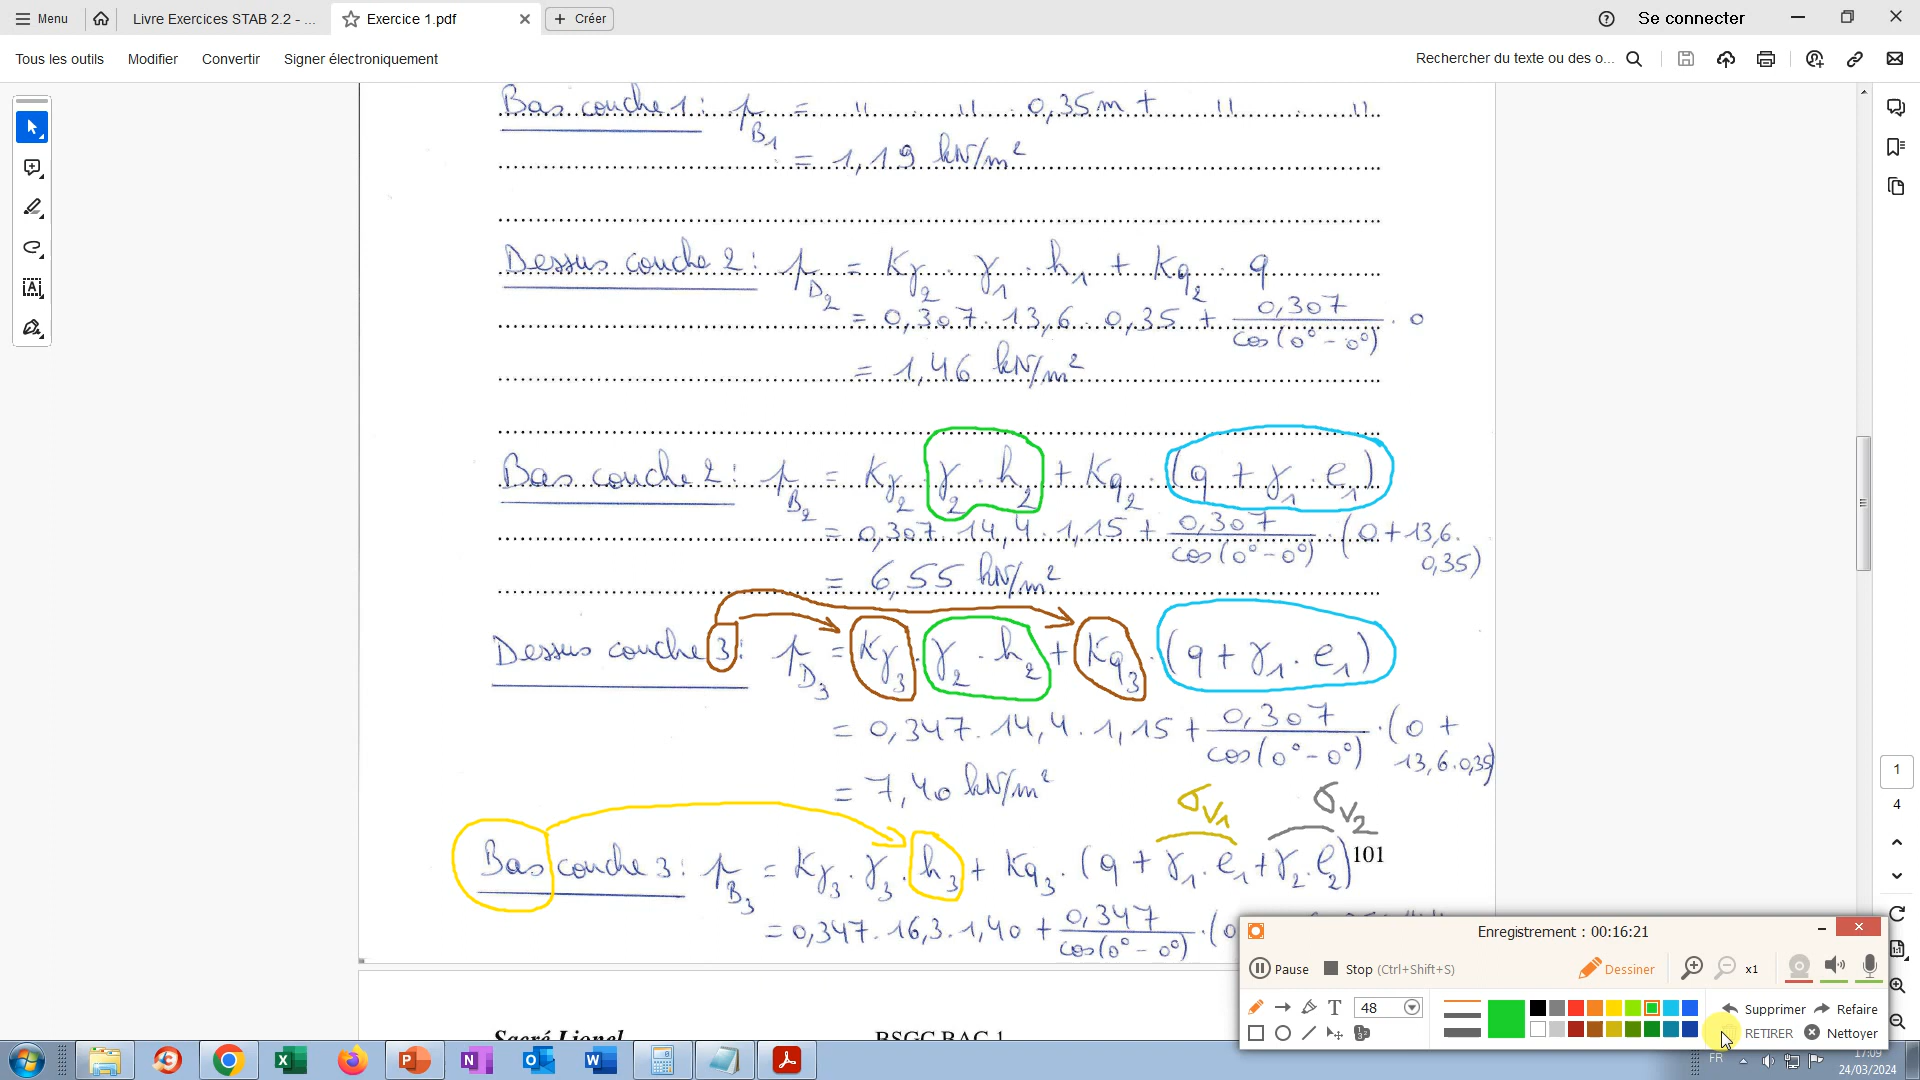 Menu
Livre Exercices STAB 2.2 - ...
Exercice 1.pdf
Créer
Se connecter
Tous les outils Modifier Convertir Signer électroniquement
Rechercher du texte ou des o...
Bas couche 1 : p_B1 = " " . 0,35m + " "
= 1,19 kN/m²
Dessus couche 2 : p_D2 = Kγ2 . γ1 . h1 + Kq2 . q
= 0,307 . 13,6 . 0,35 + 0,307 / cos(0° - 0°) . 0
= 1,46 kN/m²
Bas couche 2 : p_B2 = Kγ2 . γ2 . h2 + Kq2 . (q + γ1 . e1)
= 0,307 . 14,4 . 1,15 + 0,307 / cos(0° - 0°) . (0 + 13,6 . 0,35)
= 6,55 kN/m²
Dessus couche 3 : p_D3 = Kγ3 . γ2 . h2 + Kq3 . (q + γ1 . e1)
= 0,347 . 14,4 . 1,15 + 0,307 / cos(0° - 0°) . (0 + 13,6 . 0,35)
= 7,40 kN/m²
σV1 σV2
Bas couche 3 : p_B3 = Kγ3 . γ3 . h3 + Kq3 . (q + γ1 . e1 + γ2 . e2)
101
= 0,347 . 16,3 . 1,40 + 0,347 / cos(0° - 0°) . (0
Sacré Lionel
BSGC BAC 1
1
4
Enregistrement : 00:16:21
Pause Stop (Ctrl+Shift+S) Dessiner x1
48
Supprimer Refaire
RETIRER Nettoyer
FR
17:09
24/03/2024